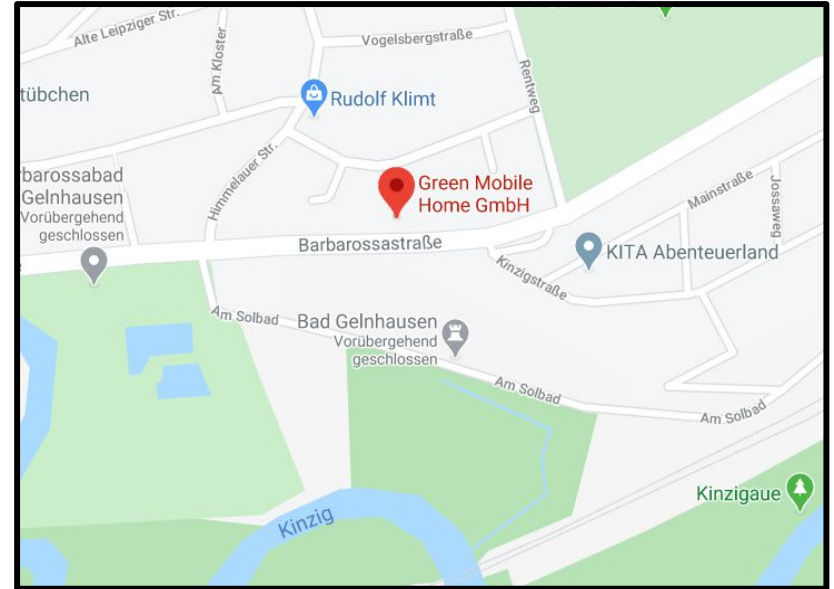 Alte Leipziger Str.
Am Kloster
Vogelsbergstraße
Rentweg
tübchen
Rudolf Klimt
Himmelauer Str.
barossabad
Gelnhausen
Vorübergehend
geschlossen
Green Mobile
Home GmbH
Mainstraße
Jossaweg
Barbarossastraße
KITA Abenteuerland
Kinzigstraße
Am Solbad
Bad Gelnhausen
Vorübergehend
geschlossen
Am Solbad
Am Solbad
Kinzigaue
Kinzig